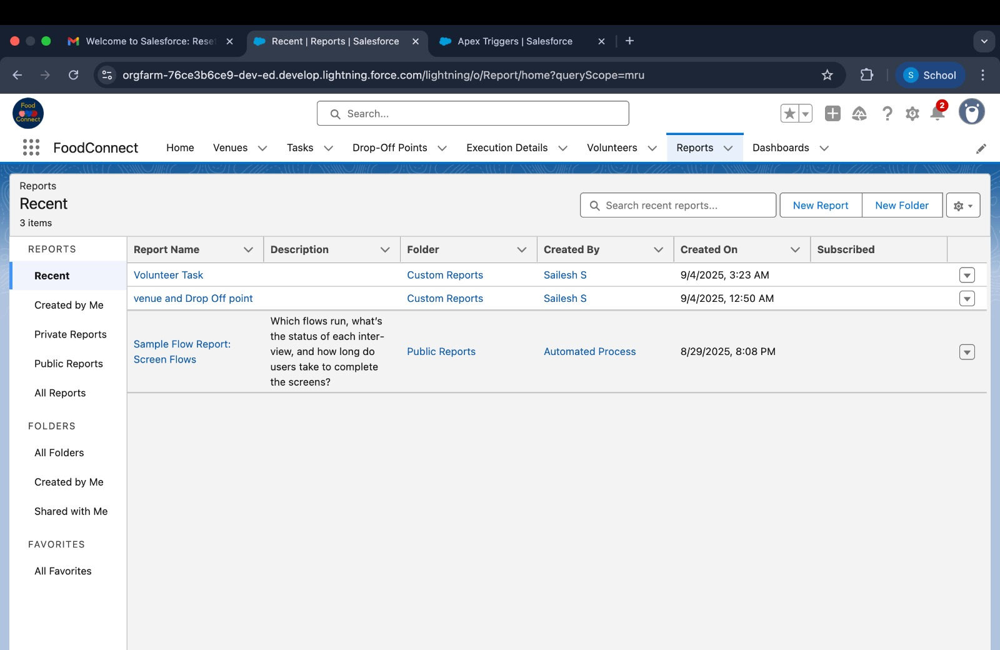 Welcome to Salesforce: Rese
Recent | Reports | Salesforce
Apex Triggers | Salesforce
orgfarm-76ce3b6ce9-dev-ed.develop.lightning.force.com/lightning/o/Report/home?queryScope=mru
S
School
Food
Connect
Search...
2
FoodConnect
Home
Venues
Tasks
Drop-Off Points
Execution Details
Volunteers
Reports
Dashboards
Reports
Recent
3 items
Search recent reports...
New Report
New Folder
REPORTS
Recent
Created by Me
Private Reports
Public Reports
All Reports
FOLDERS
All Folders
Created by Me
Shared with Me
FAVORITES
All Favorites
Report Name
Description
Folder
Created By
Created On
Subscribed
Volunteer Task
Custom Reports
Sailesh S
9/4/2025, 3:23 AM
venue and Drop Off point
Custom Reports
Sailesh S
9/4/2025, 12:50 AM
Sample Flow Report:
Screen Flows
Which flows run, what's
the status of each inter-
view, and how long do
users take to complete
the screens?
Public Reports
Automated Process
8/29/2025, 8:08 PM